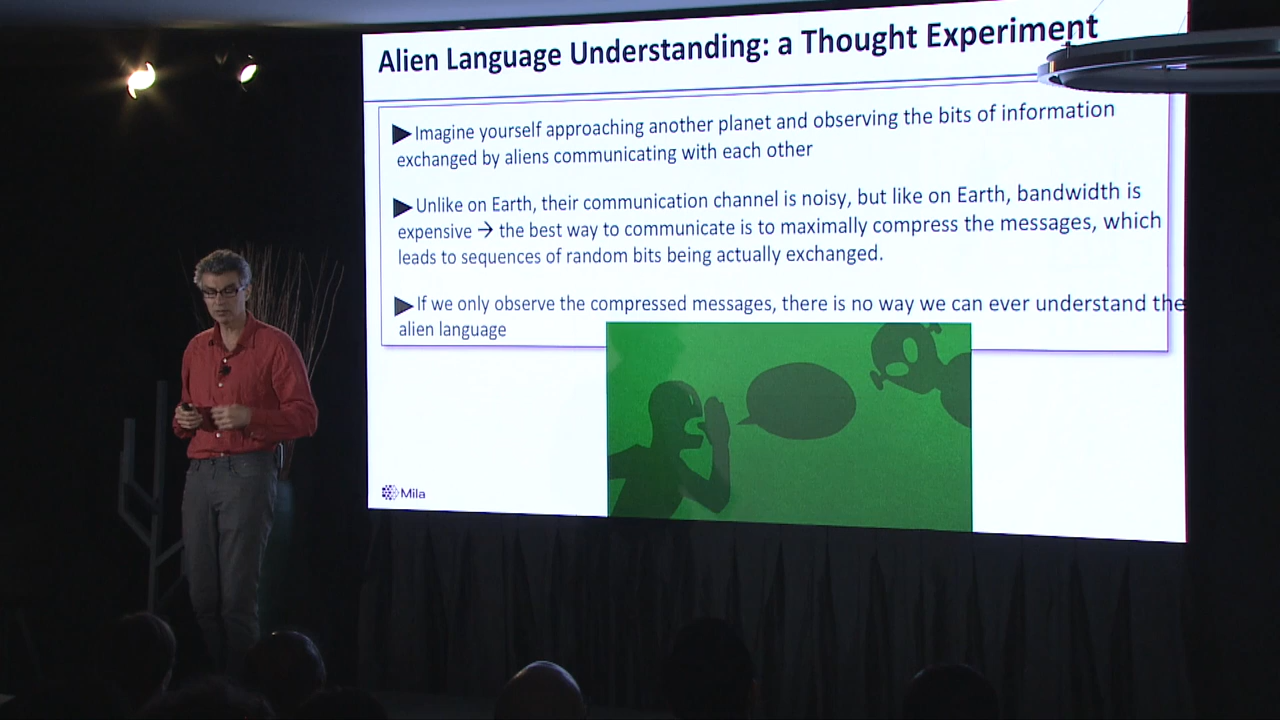 Alien Language Understanding: a Thought Experiment
▶Imagine yourself approaching another planet and observing the bits of information
exchanged by aliens communicating with each other
▶Unlike on Earth, their communication channel is noisy, but like on Earth, bandwidth is
expensive → the best way to communicate is to maximally compress the messages, which
leads to sequences of random bits being actually exchanged.
▶If we only observe the compressed messages, there is no way we can ever understand the
alien language
Mila